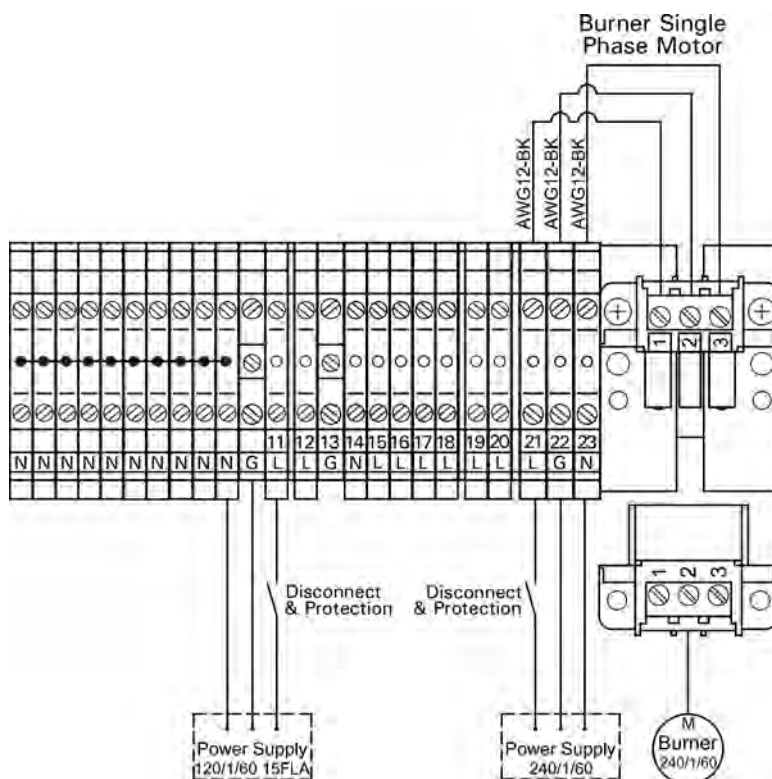 Burner Single
Phase Motor
AWG12-BK
AWG12-BK
AWG12-BK
1 2 3
11 12 13 14 15 16 17 18 19 20 21 22 23
N N N N N N N N N N G L L G N L L L L L L L G N
1 2 3
Disconnect
& Protection
Disconnect
& Protection
Power Supply
120/1/60 15FLA
Power Supply
240/1/60
M
Burner
240/1/60